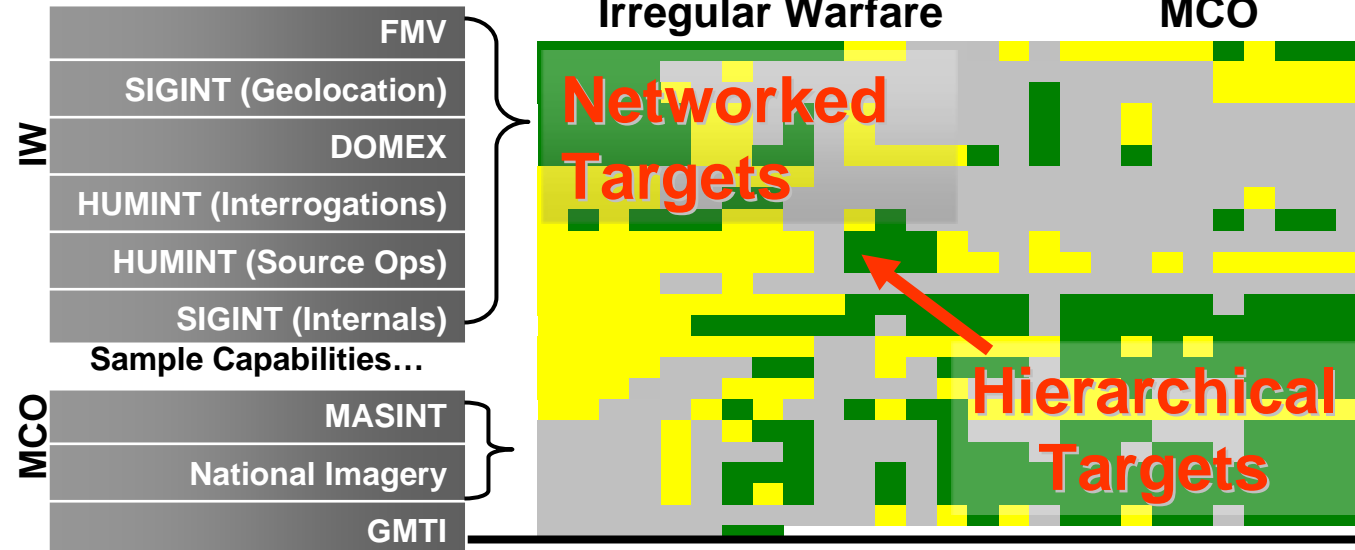 Irregular Warfare
MCO
IW
FMV
SIGINT (Geolocation)
DOMEX
HUMINT (Interrogations)
HUMINT (Source Ops)
SIGINT (Internals)
Sample Capabilities…
MCO
MASINT
National Imagery
GMTI
Networked
Targets
Hierarchical
Targets